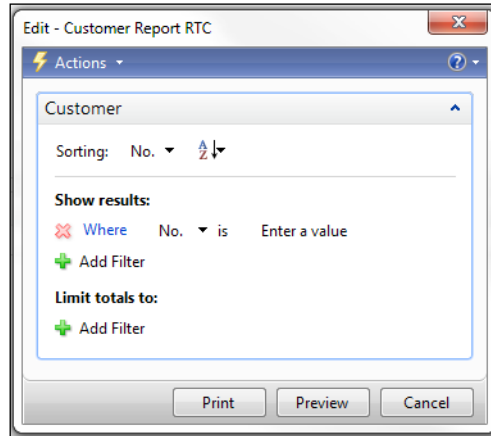 Edit - Customer Report RTC
Actions
Customer
Sorting: No. A Z
Show results:
Where No. is Enter a value
Add Filter
Limit totals to:
Add Filter
Print Preview Cancel